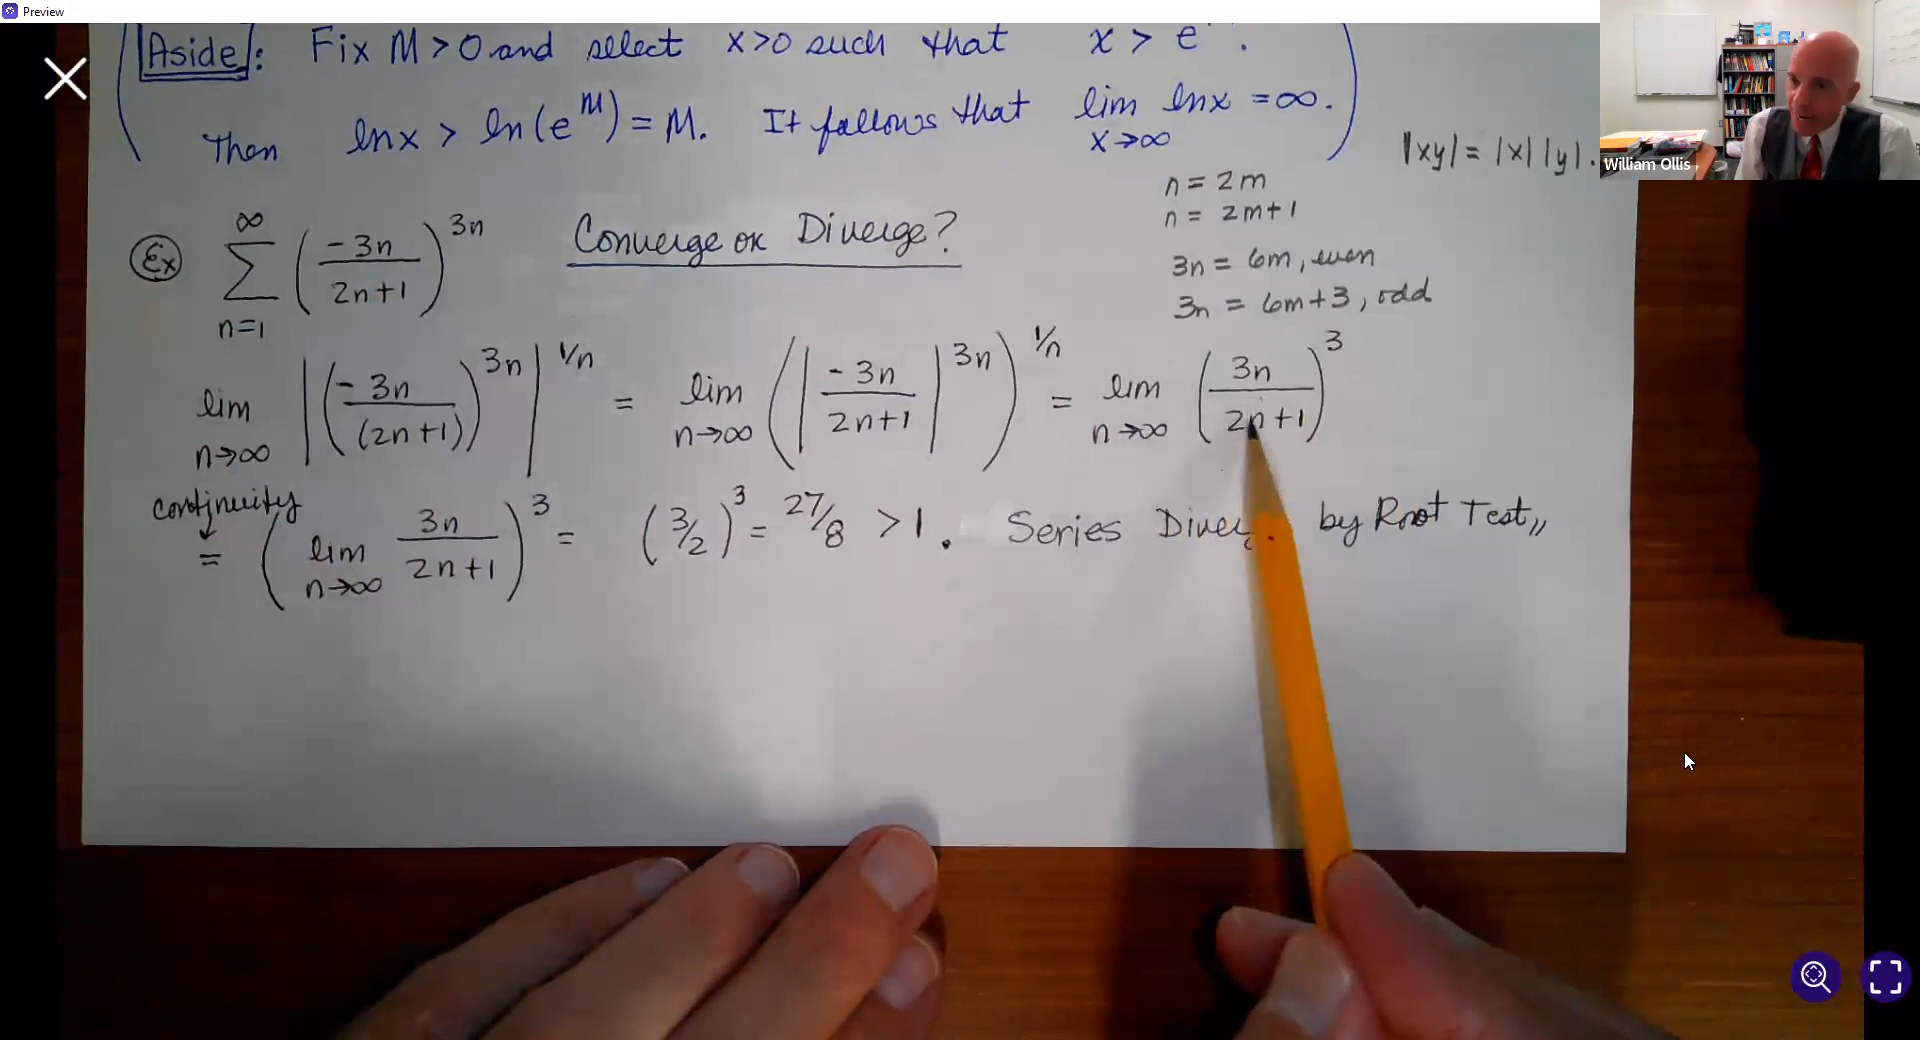 Preview
Aside: Fix M > 0 and select x > 0 such that x > e .
Then ln x > ln(e^M) = M. It follows that lim x→∞ ln x = ∞.
|xy| = |x| |y|.
William Ollis
n = 2m
n = 2m+1
3n = 6m, even
3n = 6m+3, odd
Ex ∞ ∑ n=1 (-3n / 2n+1)^3n Converge or Diverge?
lim n→∞ |(-3n / (2n+1))^3n|^1/n = lim n→∞ (|-3n / 2n+1|^3n)^1/n = lim n→∞ (3n / 2n+1)^3
continuity
= (lim n→∞ 3n / 2n+1)^3 = (3/2)^3 = 27/8 > 1. Series by Root Test,,